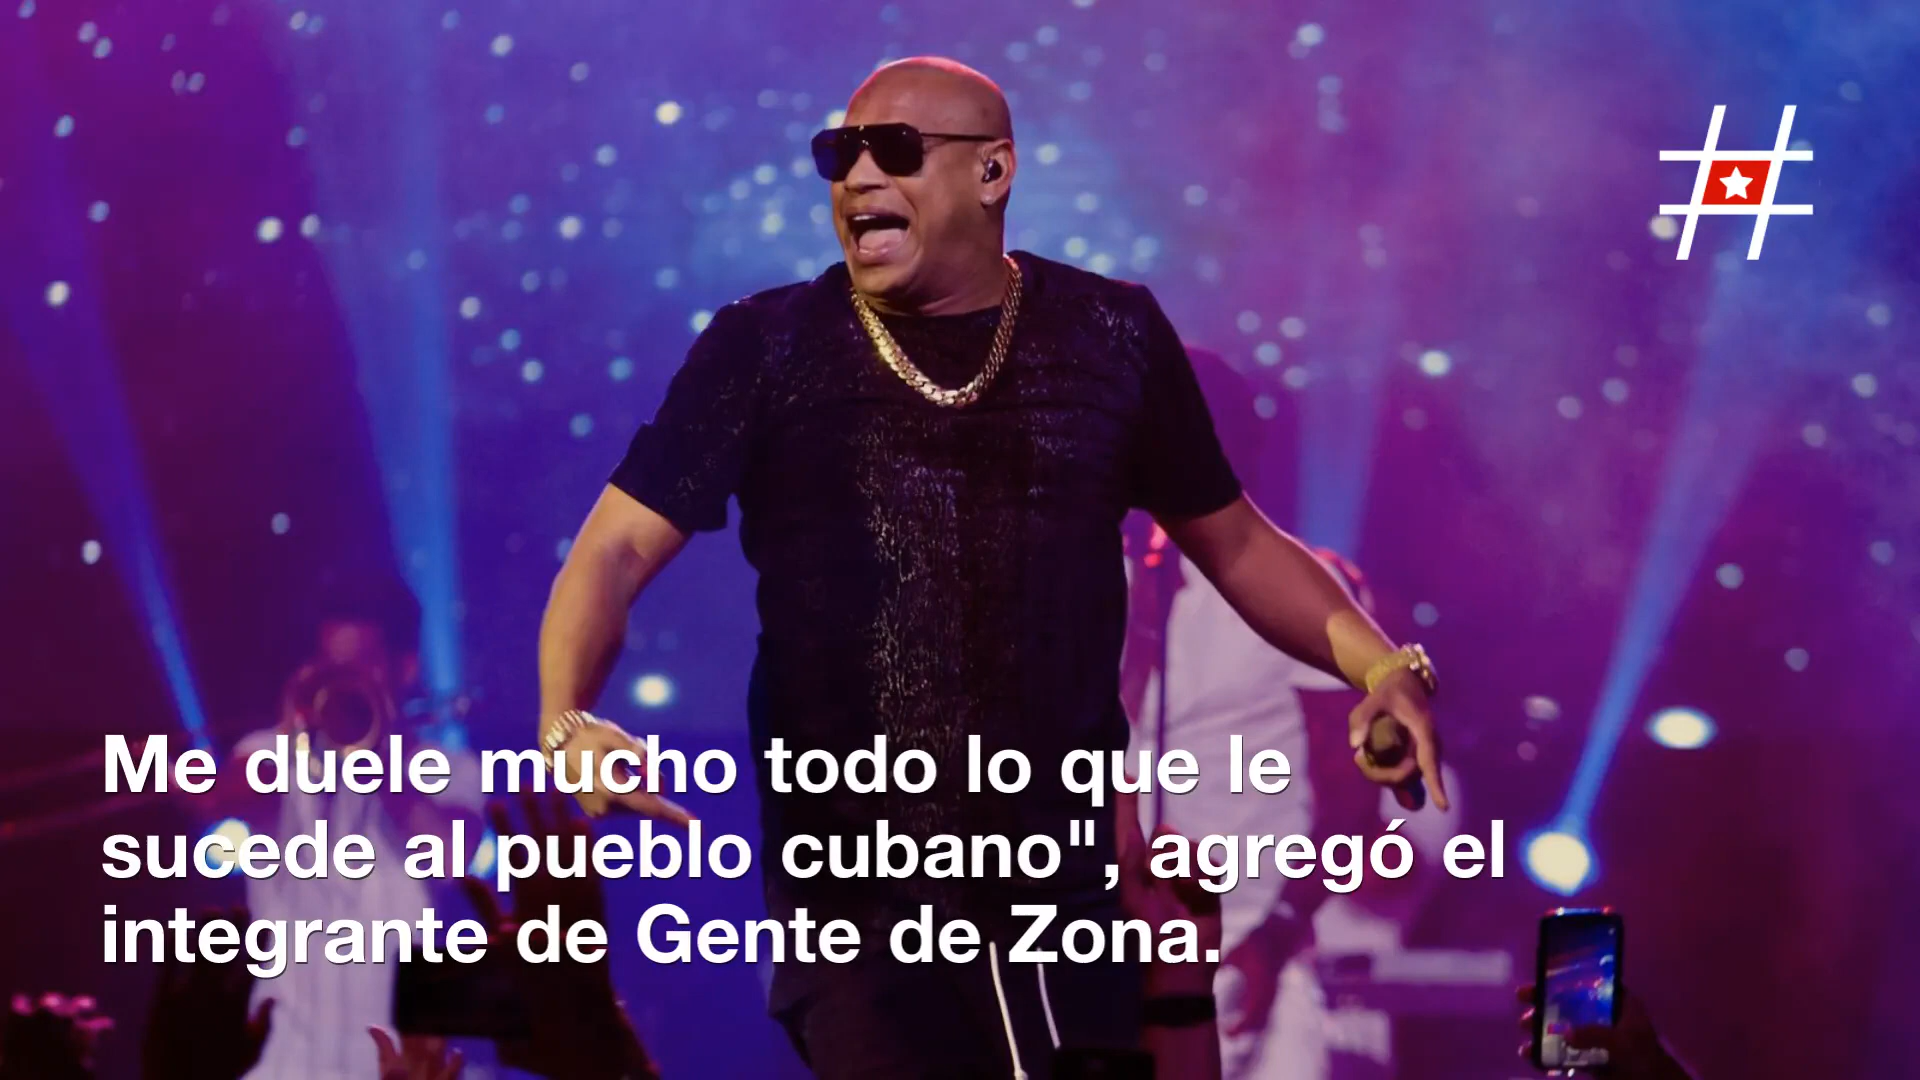 Me duele mucho todo lo que le
sucede al pueblo cubano", agregó el
integrante de Gente de Zona.